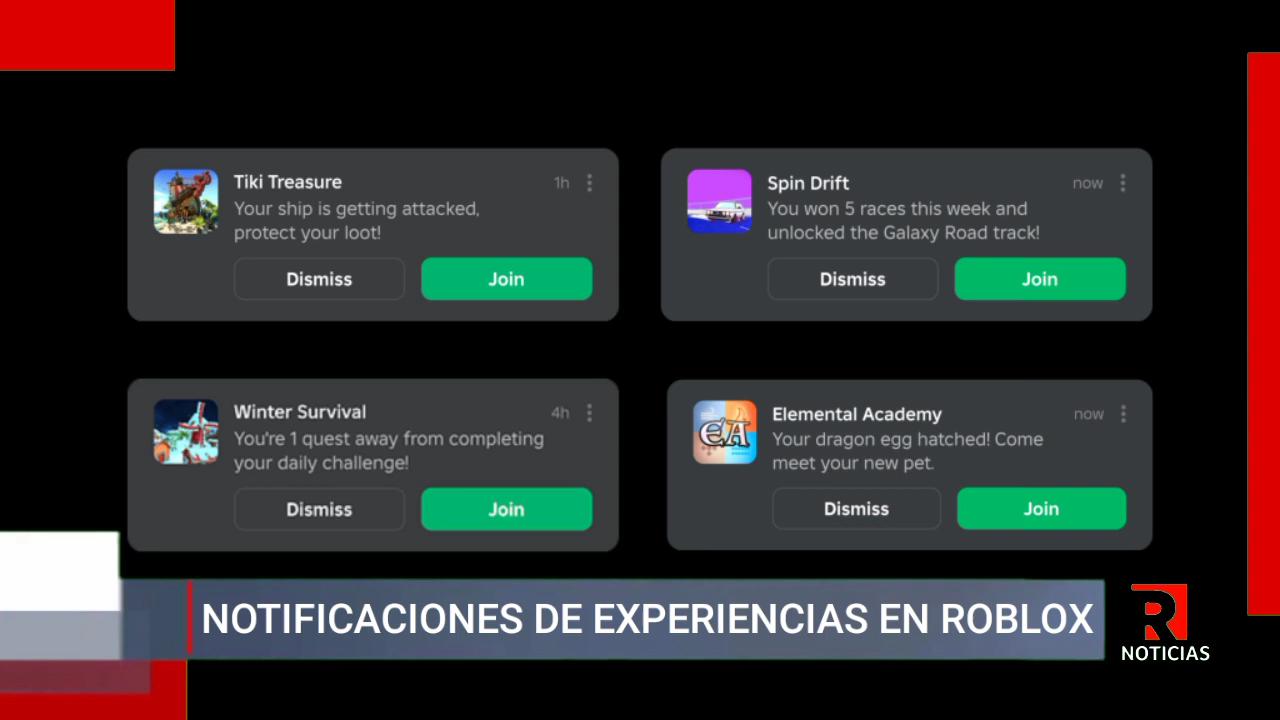 Tiki Treasure
1h
Your ship is getting attacked,
protect your loot!
Dismiss
Join
Spin Drift
now
You won 5 races this week and
unlocked the Galaxy Road track!
Dismiss
Join
Winter Survival
4h
You're 1 quest away from completing
your daily challenge!
Dismiss
Join
EA
Elemental Academy
now
Your dragon egg hatched! Come
meet your new pet.
Dismiss
Join
NOTIFICACIONES DE EXPERIENCIAS EN ROBLOX
R
NOTICIAS